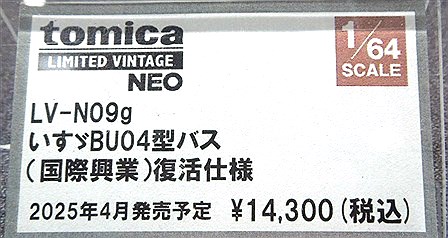 tomica
LIMITED VINTAGE
NEO
1/64
SCALE
LV-N09g
いすゞBU04型バス
(国際興業)復活仕様
2025年4月発売予定 ¥14,300(税込)